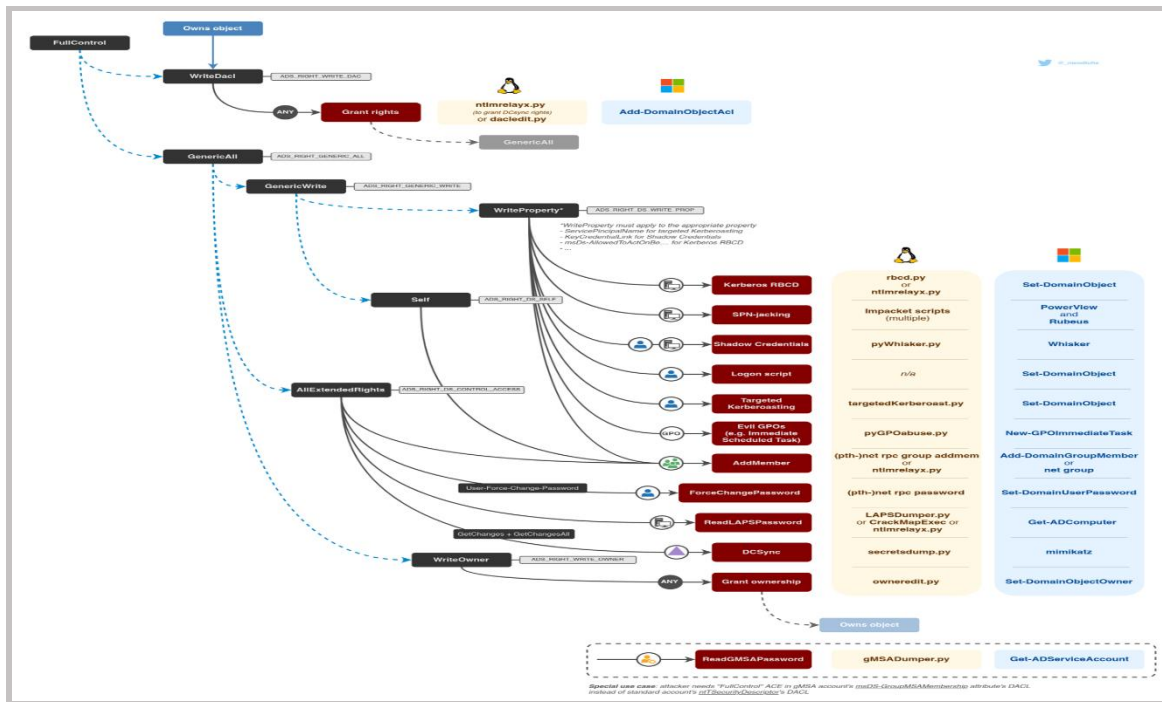 Owns object
FullControl
WriteDacl
ADS_RIGHT_WRITE_DAC
ANY
Grant rights
ntlmrelayx.py
(to grant DCsync rights)
or dacledit.py
Add-DomainObjectAcl
GenericAll
GenericAll
ADS_RIGHT_GENERIC_ALL
GenericWrite
ADS_RIGHT_GENERIC_WRITE
WriteProperty*
ADS_RIGHT_DS_WRITE_PROP
*WriteProperty must apply to the appropriate property
- ServicePincipalName for targeted Kerberoasting
- KeyCredentialLink for Shadow Credentials
- msDs-AllowedToActOnBe.... for Kerberos RBCD
- ...
Kerberos RBCD
rbcd.py
or
ntlmrelayx.py
Set-DomainObject
Self
ADS_RIGHT_DS_SELF
SPN-jacking
Impacket scripts
(multiple)
PowerView
and
Rubeus
Shadow Credentials
pyWhisker.py
Whisker
Logon script
n/a
Set-DomainObject
AllExtendedRights
ADS_RIGHT_DS_CONTROL_ACCESS
Targeted
Kerberoasting
targetedKerberoast.py
Set-DomainObject
GPO
Evil GPOs
(e.g. Immediate
Scheduled Task)
pyGPOabuse.py
New-GPOImmediateTask
AddMember
(pth-)net rpc group addmem
or
ntlmrelayx.py
Add-DomainGroupMember
or
net group
User-Force-Change-Password
ForceChangePassword
(pth-)net rpc password
Set-DomainUserPassword
ReadLAPSPassword
LAPSDumper.py
or CrackMapExec or
ntlmrelayx.py
Get-ADComputer
GetChanges + GetChangesAll
DCSync
secretsdump.py
mimikatz
WriteOwner
ADS_RIGHT_WRITE_OWNER
ANY
Grant ownership
owneredit.py
Set-DomainObjectOwner
Owns object
ReadGMSAPassword
gMSADumper.py
Get-ADServiceAccount
Special use case: attacker needs "FullControl" ACE in gMSA account's msDS-GroupMSAMembership attribute's DACL
instead of standard account's ntTSecurityDescriptor's DACL